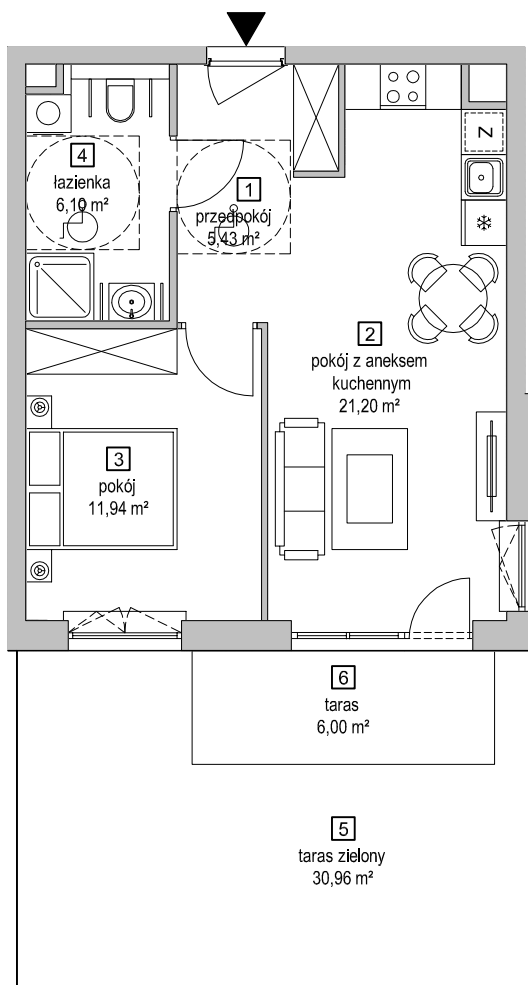 4
łazienka
6,10 m²
1
przedpokój
5,43 m²
Z
2
pokój z aneksem
kuchennym
21,20 m²
3
pokój
11,94 m²
6
taras
6,00 m²
5
taras zielony
30,96 m²